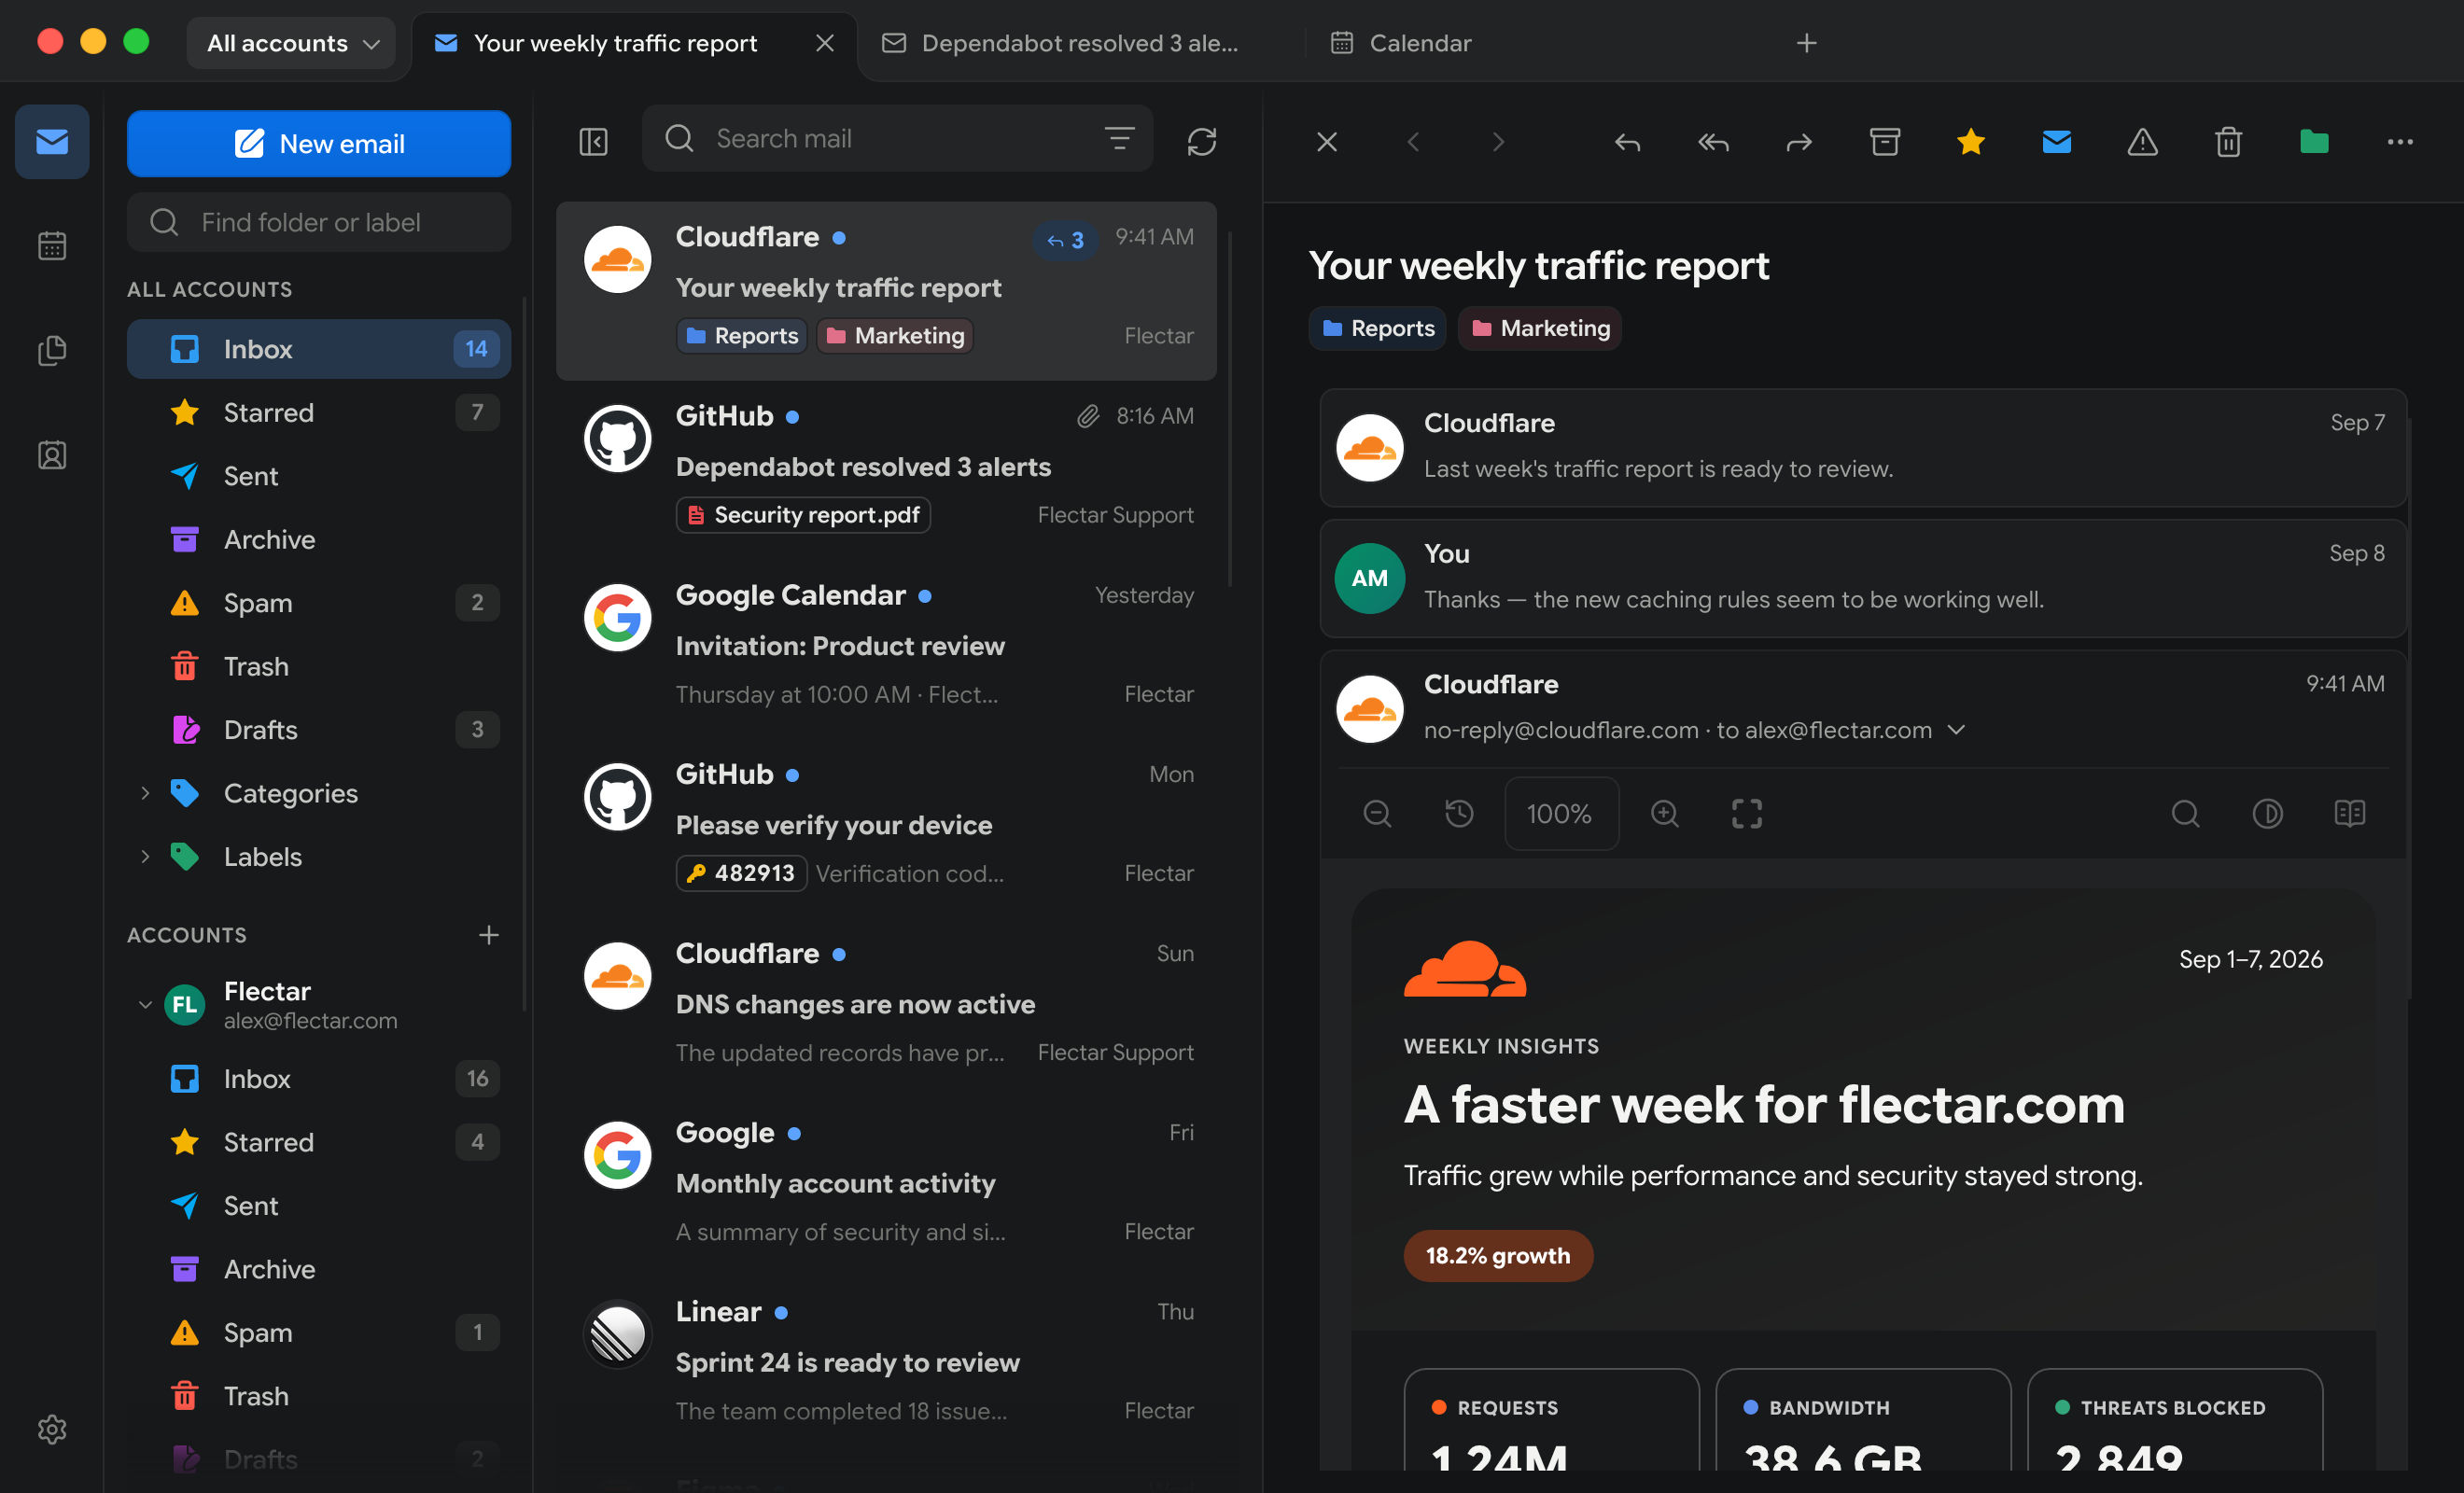 All accounts
Your weekly traffic report
Dependabot resolved 3 ale...
Calendar
New email
Find folder or label
ALL ACCOUNTS
Inbox 14
Starred 7
Sent
Archive
Spam 2
Trash
Drafts 3
Categories
Labels
ACCOUNTS
FL Flectar
alex@flectar.com
Inbox 16
Starred 4
Sent
Archive
Spam 1
Trash
Drafts 2
Search mail
Cloudflare 3 9:41 AM
Your weekly traffic report
Reports Marketing Flectar
GitHub 8:16 AM
Dependabot resolved 3 alerts
Security report.pdf Flectar Support
Google Calendar Yesterday
Invitation: Product review
Thursday at 10:00 AM · Flect... Flectar
GitHub Mon
Please verify your device
482913 Verification cod... Flectar
Cloudflare Sun
DNS changes are now active
The updated records have pr... Flectar Support
Google Fri
Monthly account activity
A summary of security and si... Flectar
Linear Thu
Sprint 24 is ready to review
The team completed 18 issue... Flectar
Your weekly traffic report
Reports Marketing
Cloudflare Sep 7
Last week's traffic report is ready to review.
AM You Sep 8
Thanks — the new caching rules seem to be working well.
Cloudflare 9:41 AM
no-reply@cloudflare.com · to alex@flectar.com
100%
Sep 1–7, 2026
WEEKLY INSIGHTS
A faster week for flectar.com
Traffic grew while performance and security stayed strong.
18.2% growth
REQUESTS BANDWIDTH THREATS BLOCKED
1.24M 38.6 GB 2,849